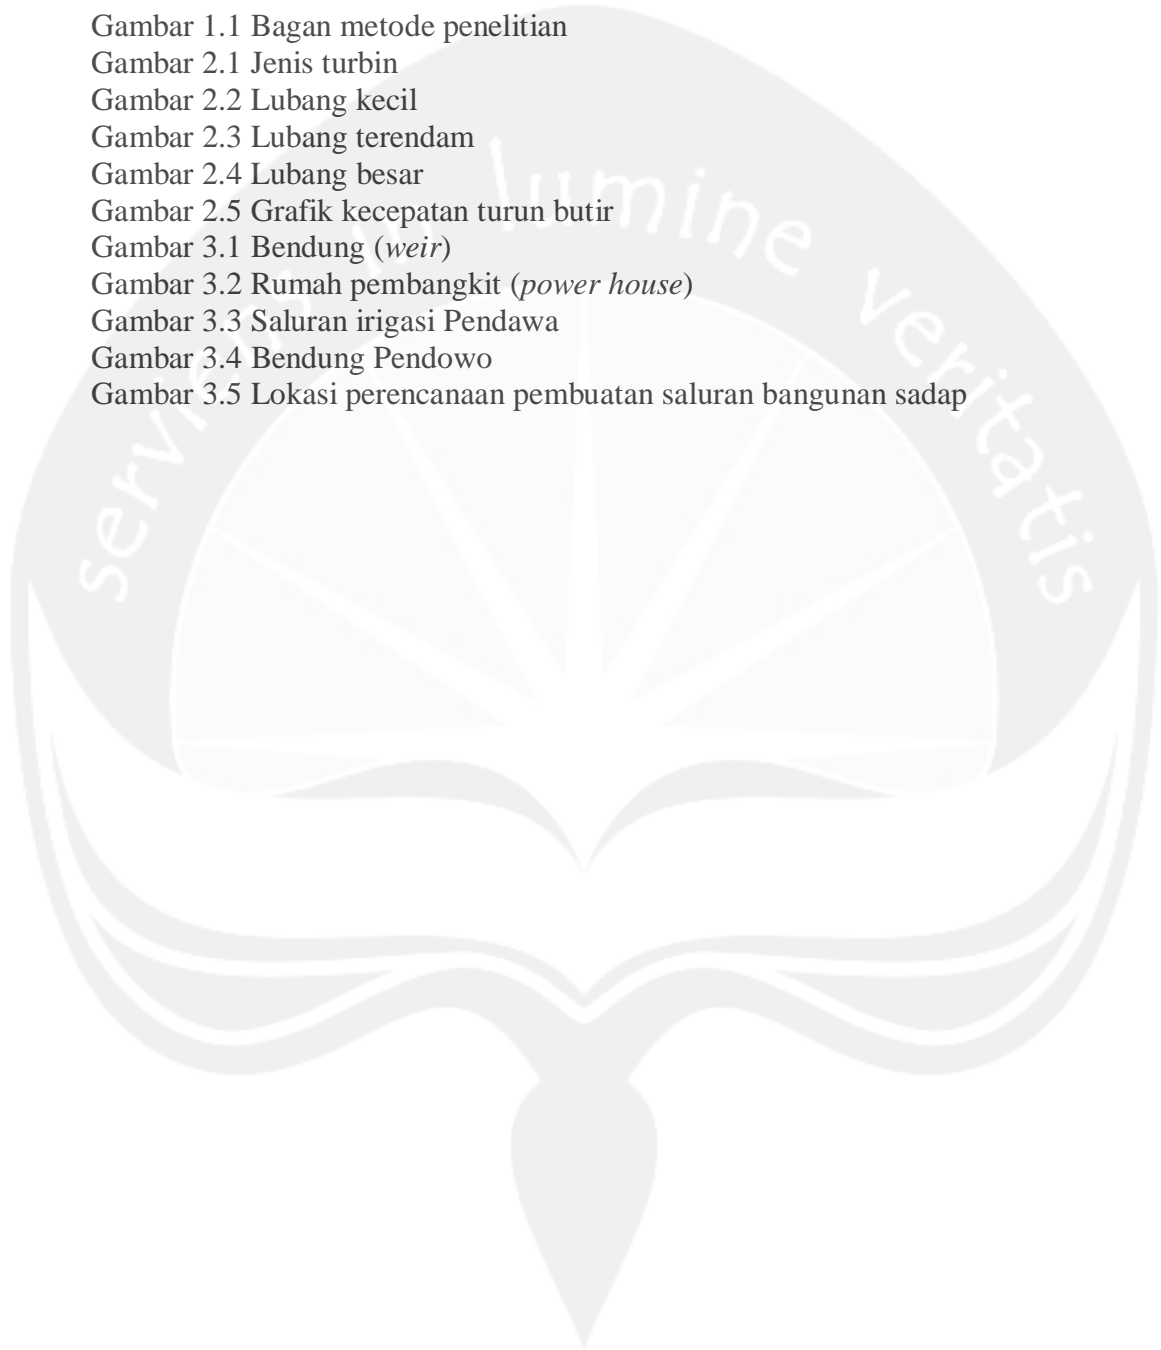 Gambar 1.1 Bagan metode penelitian
Gambar 2.1 Jenis turbin
Gambar 2.2 Lubang kecil
Gambar 2.3 Lubang terendam
Gambar 2.4 Lubang besar
Gambar 2.5 Grafik kecepatan turun butir
Gambar 3.1 Bendung (weir)
Gambar 3.2 Rumah pembangkit (power house)
Gambar 3.3 Saluran irigasi Pendawa
Gambar 3.4 Bendung Pendowo
Gambar 3.5 Lokasi perencanaan pembuatan saluran bangunan sadap
serviens in lumine veritatis